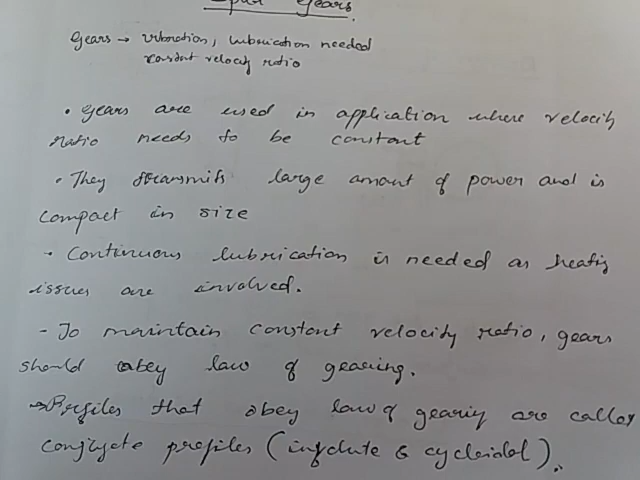 Spur Gears.
Gears → vibration, lubrication needed
constant velocity ratio
• Gears are used in application where velocity
ratio needs to be constant
• They transmits large amount of power and is
compact in size
• Continuous lubrication is needed as heating
issues are involved.
- To maintain constant velocity ratio, gears
should obey law of gearing.
→ Profiles that obey law of gearing are called
conjugate profiles (involute & cycloidal).